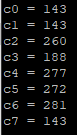 c0 = 143
c1 = 143
c2 = 260
c3 = 188
c4 = 277
c5 = 272
c6 = 281
c7 = 143